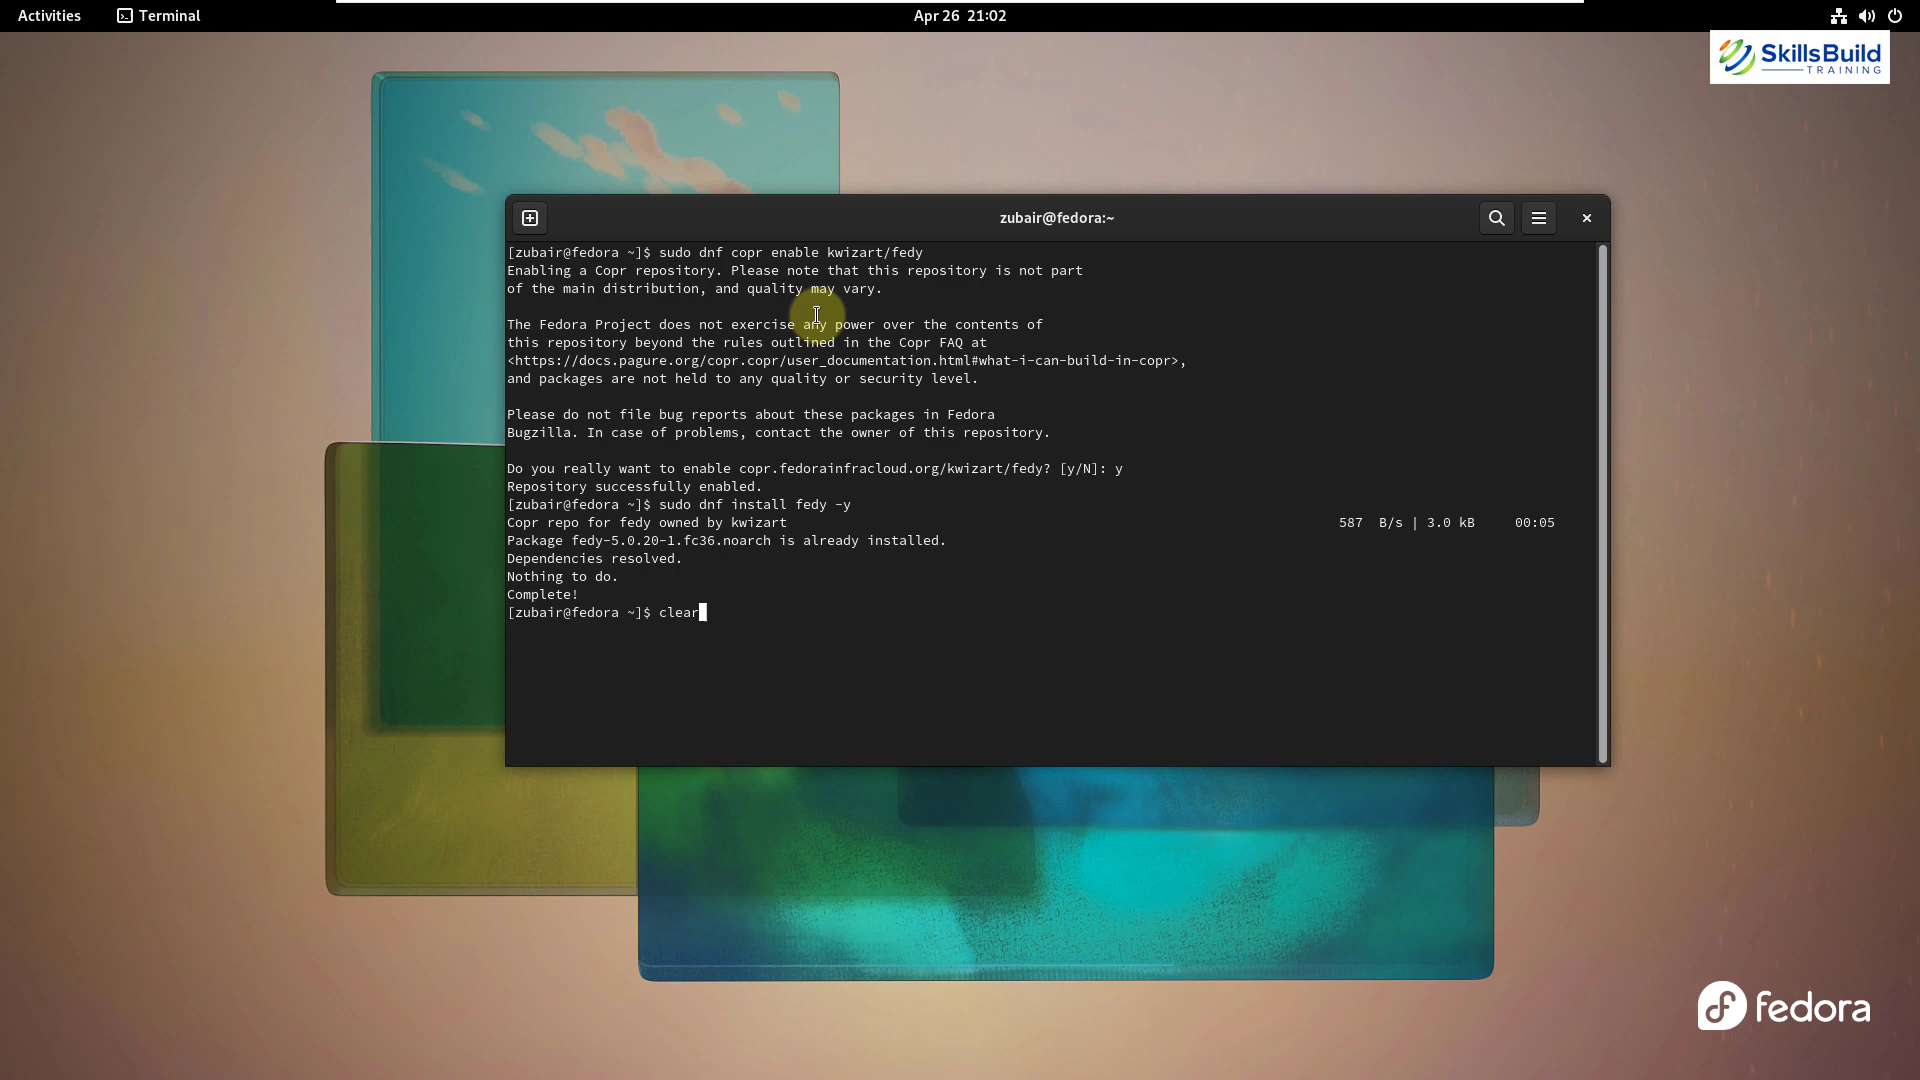 Activities
Terminal
Apr 26 21:02
SkillsBuild
TRAINING
zubair@fedora:~
[zubair@fedora ~]$ sudo dnf copr enable kwizart/fedy
Enabling a Copr repository. Please note that this repository is not part
of the main distribution, and quality may vary.
The Fedora Project does not exercise any power over the contents of
this repository beyond the rules outlined in the Copr FAQ at
<https://docs.pagure.org/copr.copr/user_documentation.html#what-i-can-build-in-copr>,
and packages are not held to any quality or security level.
Please do not file bug reports about these packages in Fedora
Bugzilla. In case of problems, contact the owner of this repository.
Do you really want to enable copr.fedorainfracloud.org/kwizart/fedy? [y/N]: y
Repository successfully enabled.
[zubair@fedora ~]$ sudo dnf install fedy -y
Copr repo for fedy owned by kwizart 587 B/s | 3.0 kB 00:05
Package fedy-5.0.20-1.fc36.noarch is already installed.
Dependencies resolved.
Nothing to do.
Complete!
[zubair@fedora ~]$ clear
fedora